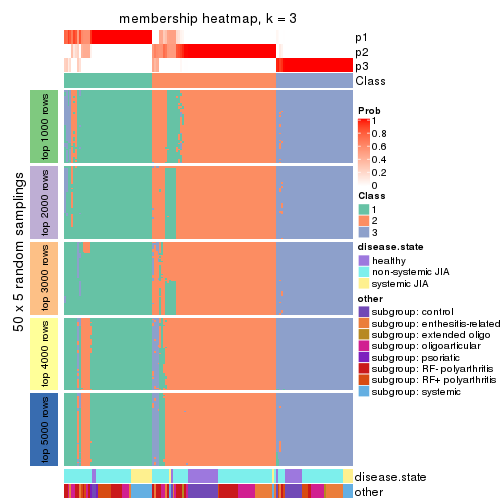 membership heatmap, k = 3
p1
p2
p3
Class
50 x 5 random samplings
top 1000 rows
top 2000 rows
top 3000 rows
top 4000 rows
top 5000 rows
disease.state
other
Prob
1
0.8
0.6
0.4
0.2
0
Class
1
2
3
disease.state
healthy
non-systemic JIA
systemic JIA
other
subgroup: control
subgroup: enthesitis-related
subgroup: extended oligo
subgroup: oligoarticular
subgroup: psoriatic
subgroup: RF- polyarthritis
subgroup: RF+ polyarthritis
subgroup: systemic